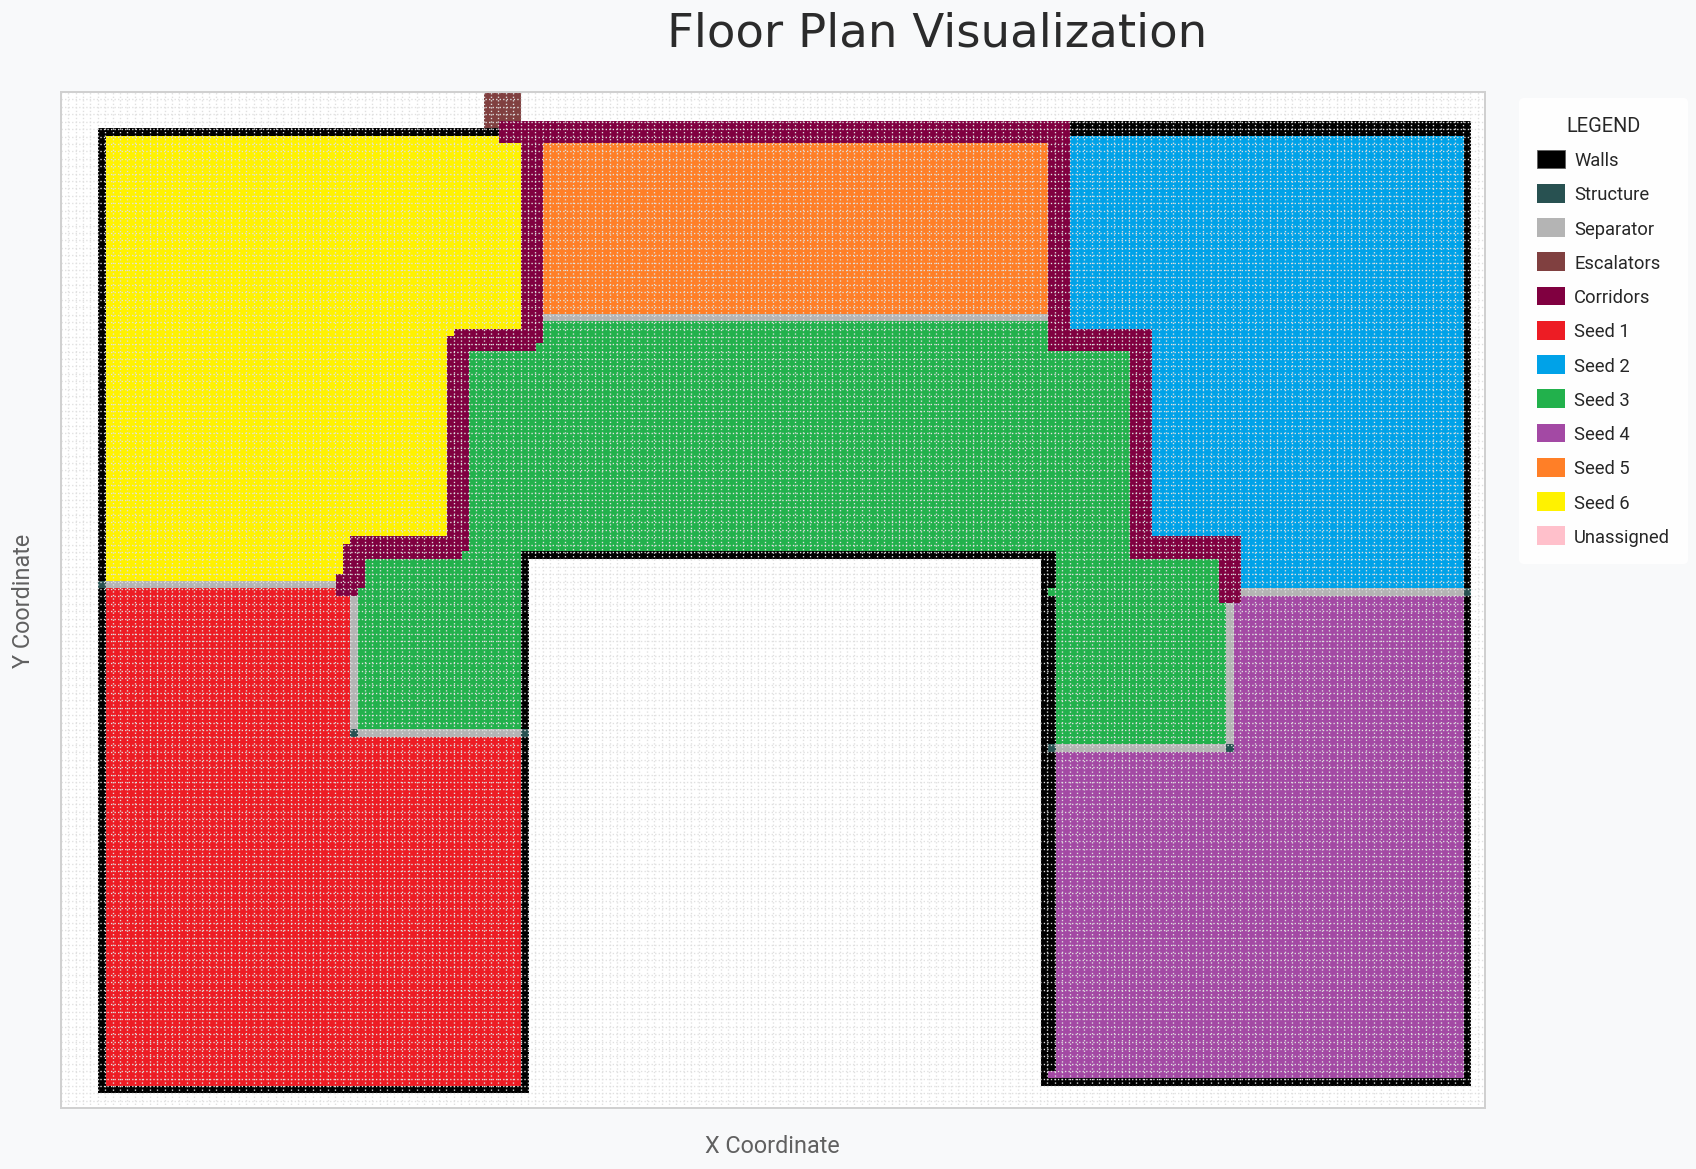 Floor Plan Visualization
LEGEND
Walls
Structure
Separator
Escalators
Corridors
Seed 1
Seed 2
Seed 3
Seed 4
Seed 5
Seed 6
Unassigned
Y Coordinate
X Coordinate